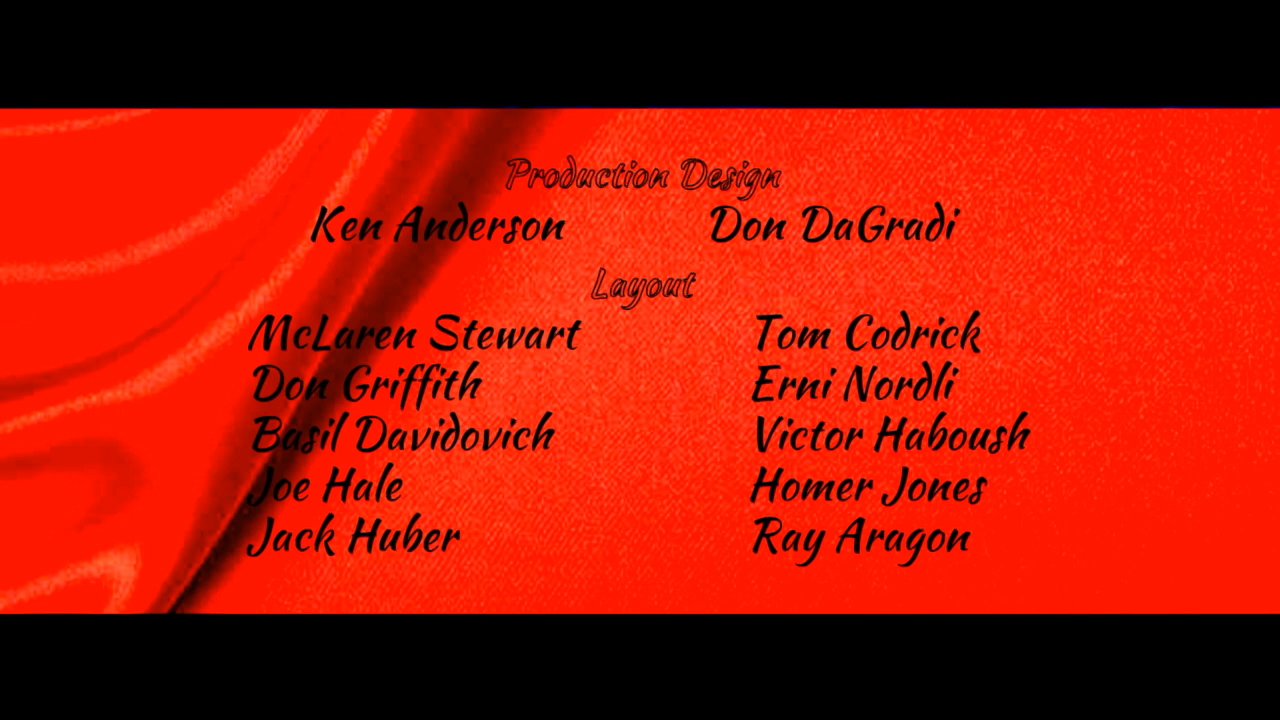 Production Design
Ken Anderson Don DaGradi
Layout
McLaren Stewart Tom Codrick
Don Griffith Erni Nordli
Basil Davidovich Victor Haboush
Joe Hale Homer Jones
Jack Huber Ray Aragon